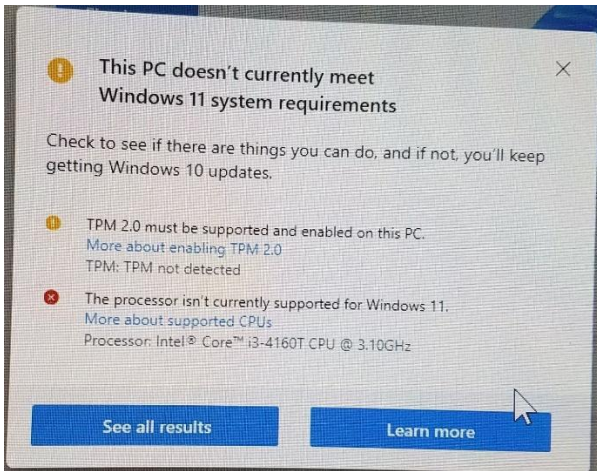 This PC doesn't currently meet
Windows 11 system requirements
Check to see if there are things you can do, and if not, you'll keep
getting Windows 10 updates.
TPM 2.0 must be supported and enabled on this PC.
More about enabling TPM 2.0
TPM: TPM not detected
The processor isn't currently supported for Windows 11.
More about supported CPUs
Processor: Intel® Core™ i3-4160T CPU @ 3.10GHz
See all results
Learn more